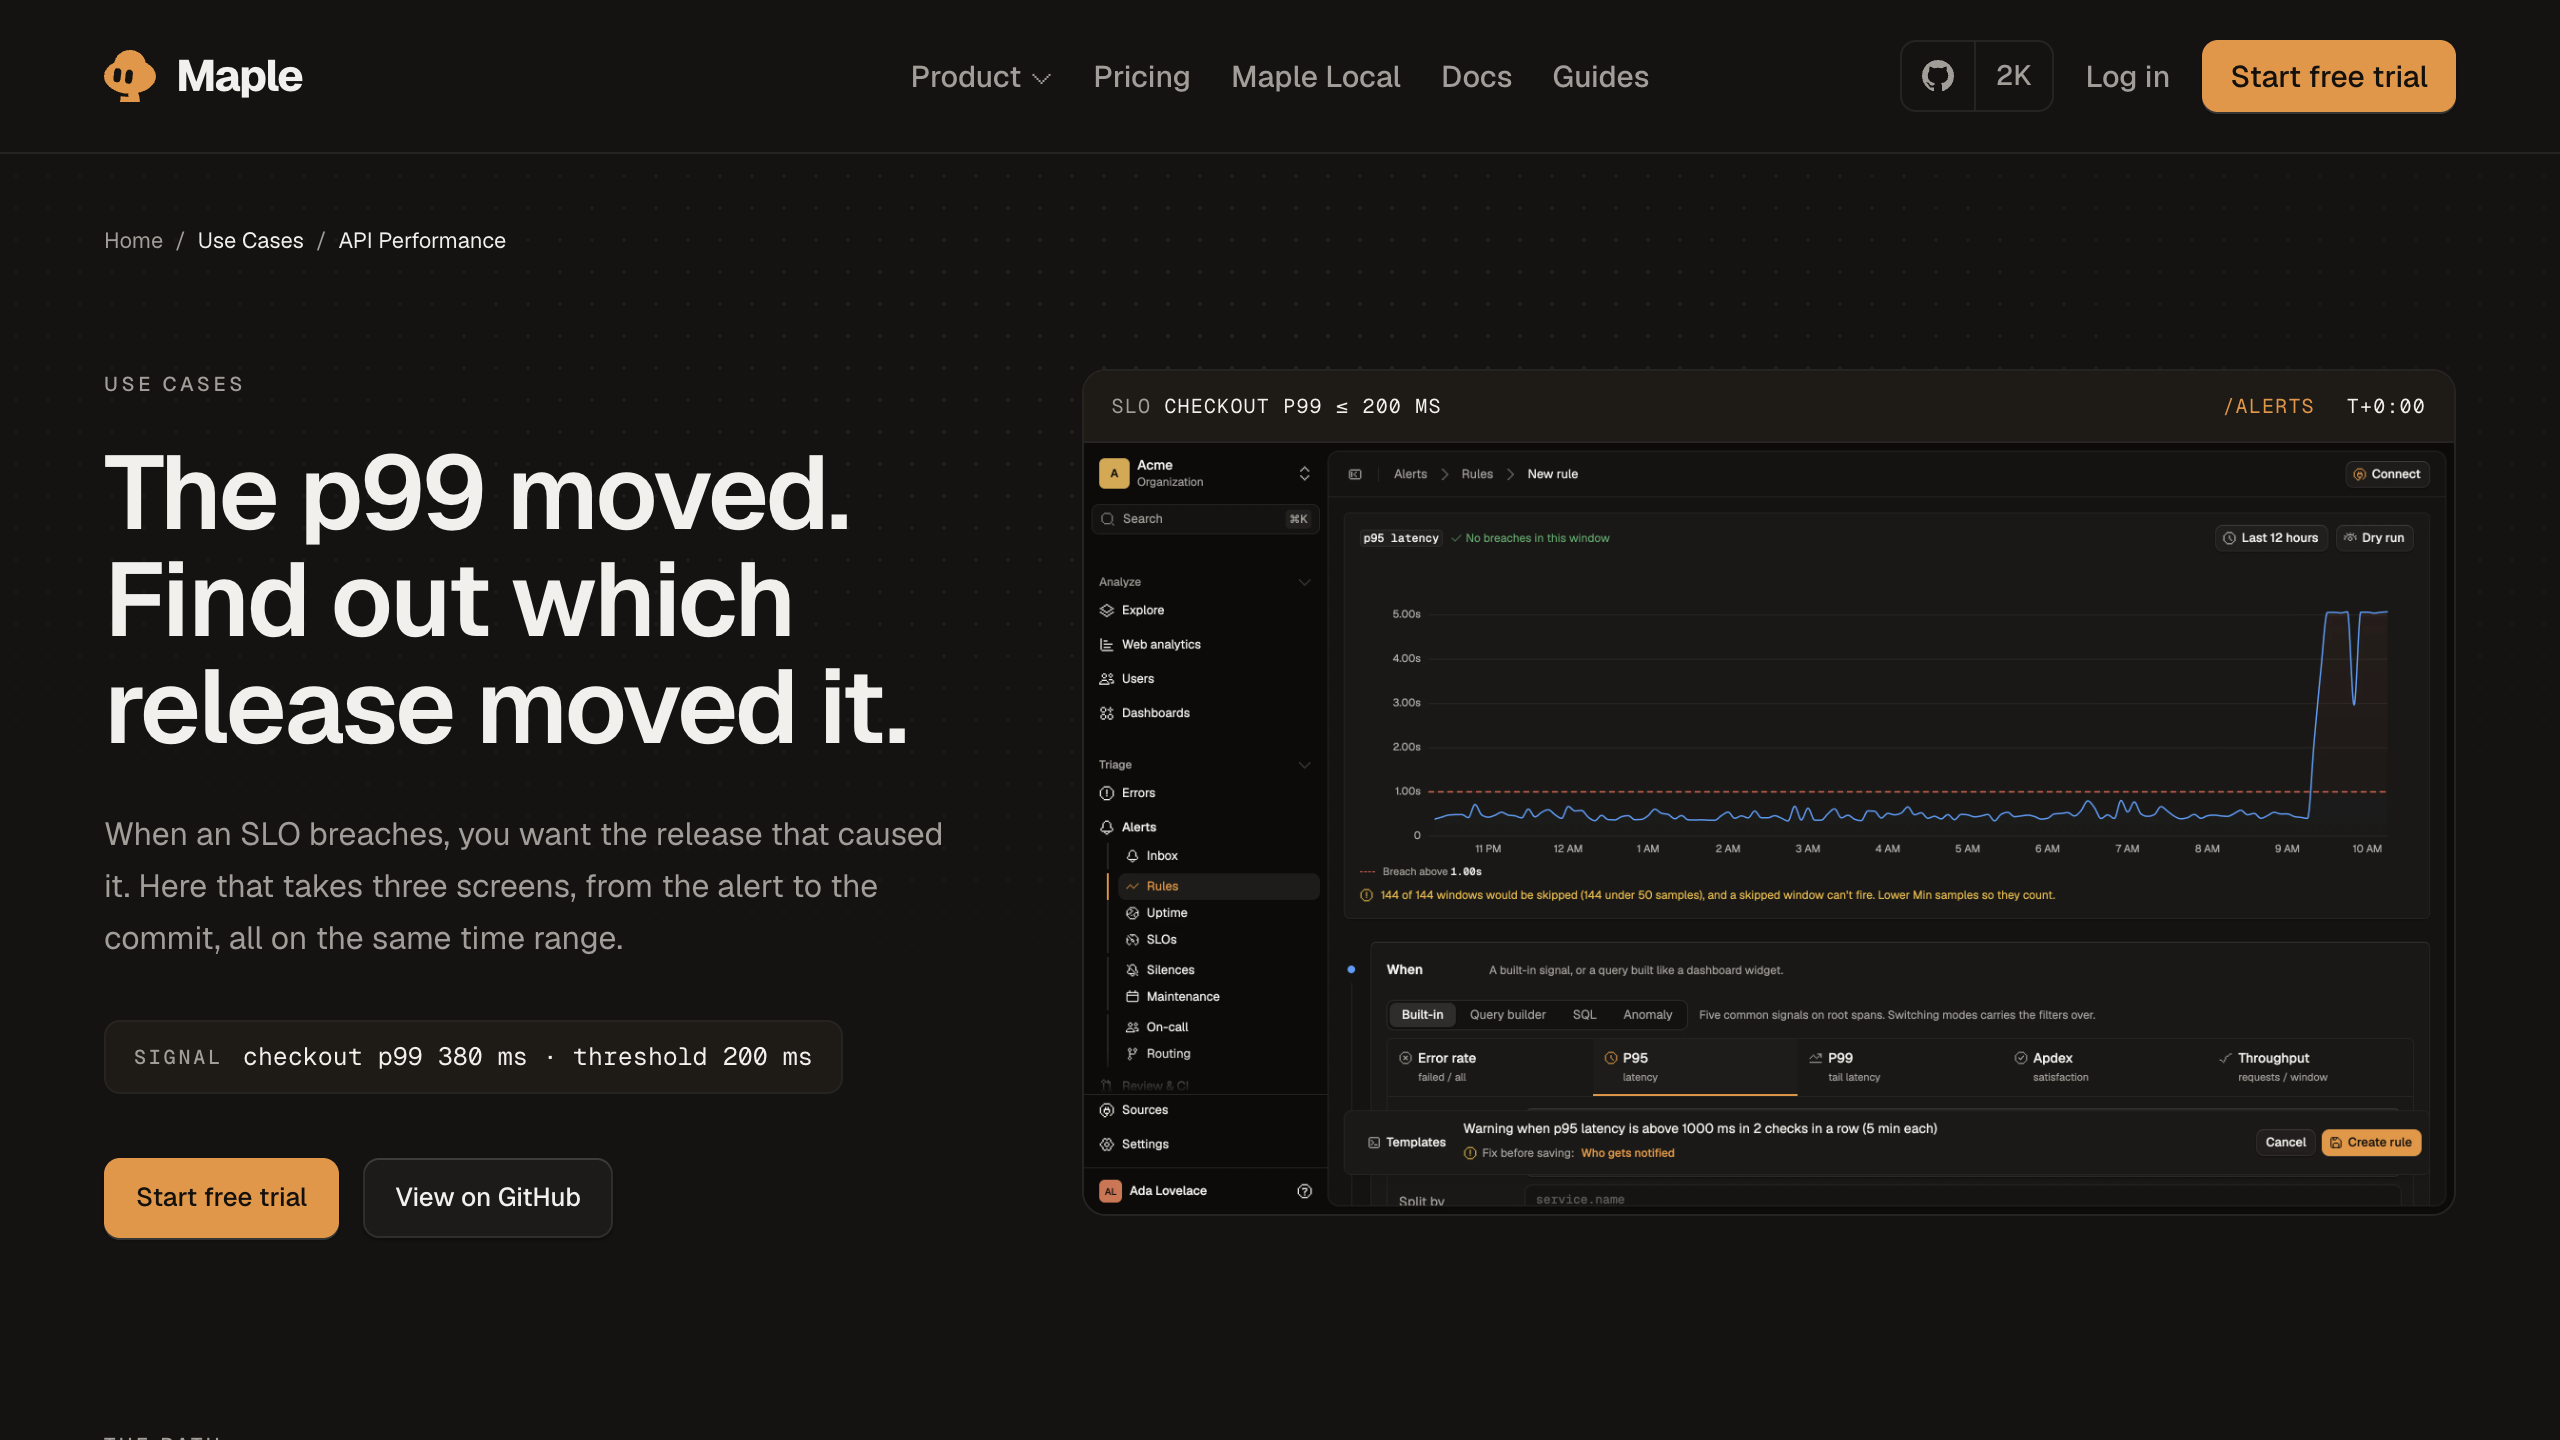 Maple
Product
Pricing
Maple Local
Docs
Guides
2K
Log in
Start free trial
Home / Use Cases / API Performance
USE CASES
The p99 moved.
Find out which
release moved it.
When an SLO breaches, you want the release that caused
it. Here that takes three screens, from the alert to the
commit, all on the same time range.
SIGNAL checkout p99 380 ms · threshold 200 ms
Start free trial
View on GitHub
SLO CHECKOUT P99 ≤ 200 MS
/ALERTS T+0:00
A
Acme
Organization
Search
⌘K
Analyze
Explore
Web analytics
Users
Dashboards
Triage
Errors
Alerts
Inbox
Rules
Uptime
SLOs
Silences
Maintenance
On-call
Routing
Review & CI
Sources
Settings
AL
Ada Lovelace
Alerts
Rules
New rule
Connect
p95 latency
No breaches in this window
Last 12 hours
Dry run
5.00s
4.00s
3.00s
2.00s
1.00s
0
11 PM
12 AM
1 AM
2 AM
3 AM
4 AM
5 AM
6 AM
7 AM
8 AM
9 AM
10 AM
Breach above 1.00s
144 of 144 windows would be skipped (144 under 50 samples), and a skipped window can't fire. Lower Min samples so they count.
When
A built-in signal, or a query built like a dashboard widget.
Built-in
Query builder
SQL
Anomaly
Five common signals on root spans. Switching modes carries the filters over.
Error rate
failed / all
P95
latency
P99
tail latency
Apdex
satisfaction
Throughput
requests / window
Templates
Warning when p95 latency is above 1000 ms in 2 checks in a row (5 min each)
Fix before saving: Who gets notified
Cancel
Create rule
Split by
service.name